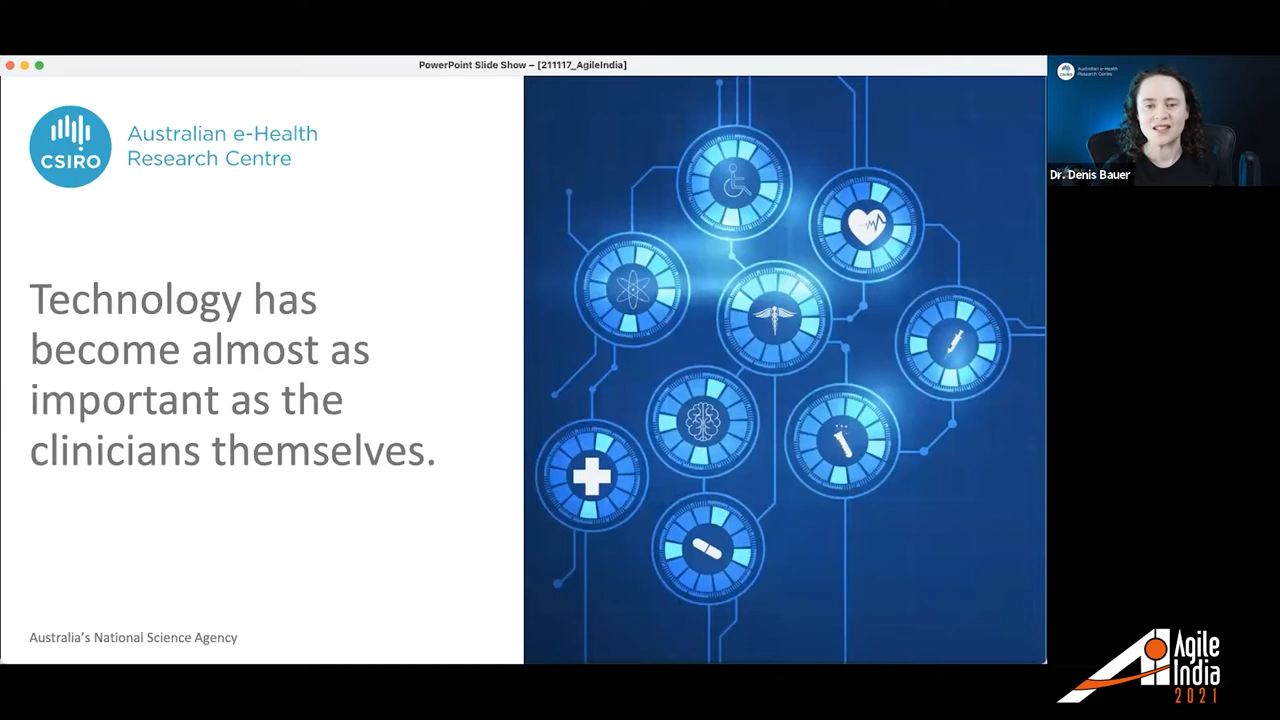 PowerPoint Slide Show – [211117_AgileIndia]
CSIRO
Australian e-Health
Research Centre
Technology has
become almost as
important as the
clinicians themselves.
Australia's National Science Agency
CSIRO
Australian e-Health
Research Centre
Dr. Denis Bauer
Agile
India
2021